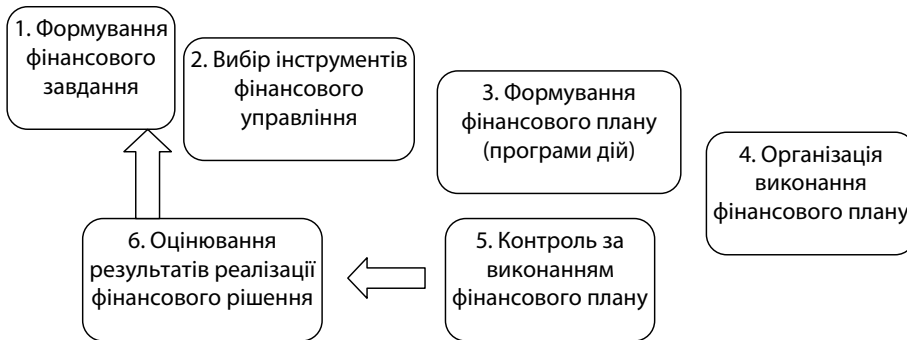 1. Формування
фінансового
завдання
2. Вибір інструментів
фінансового
управління
3. Формування
фінансового плану
(програми дій)
4. Організація
виконання
фінансового плану
5. Контроль за
виконанням
фінансового плану
6. Оцінювання
результатів реалізації
фінансового рішення